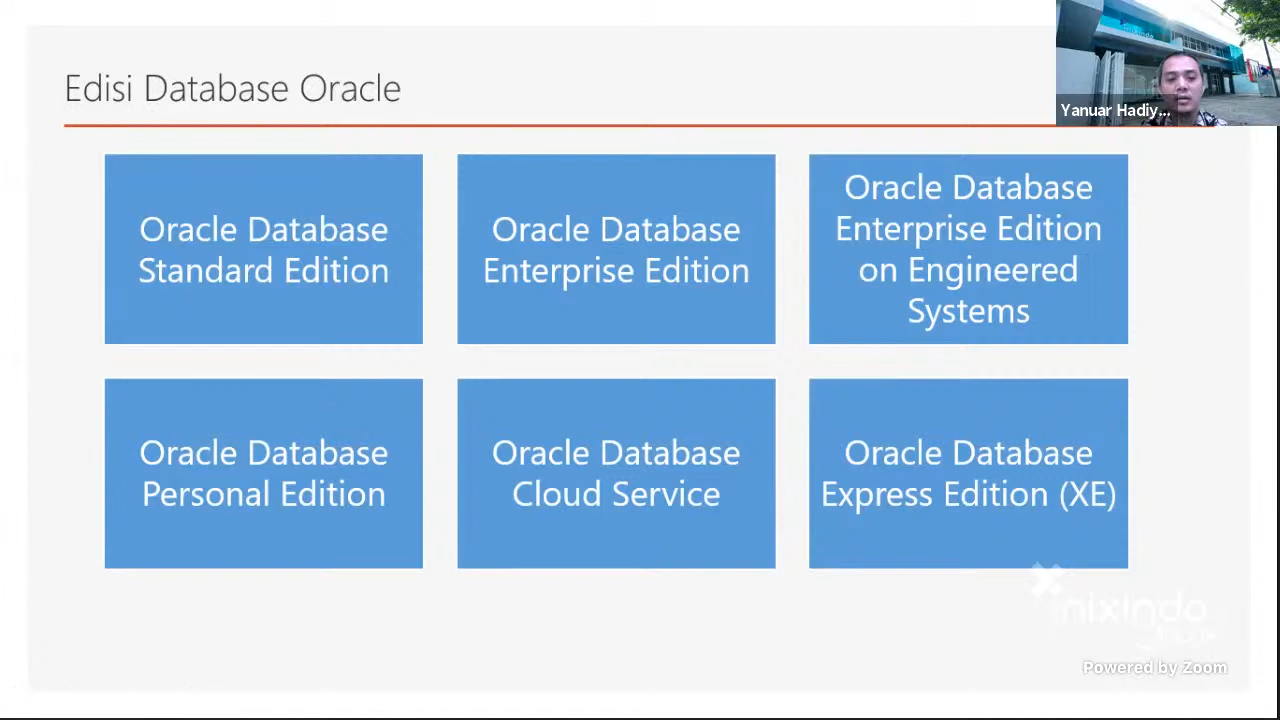 Edisi Database Oracle
Yanuar Hadiy...
Oracle Database
Standard Edition
Oracle Database
Enterprise Edition
Oracle Database
Enterprise Edition
on Engineered
Systems
Oracle Database
Personal Edition
Oracle Database
Cloud Service
Oracle Database
Express Edition (XE)
nixindo
Powered by Zoom